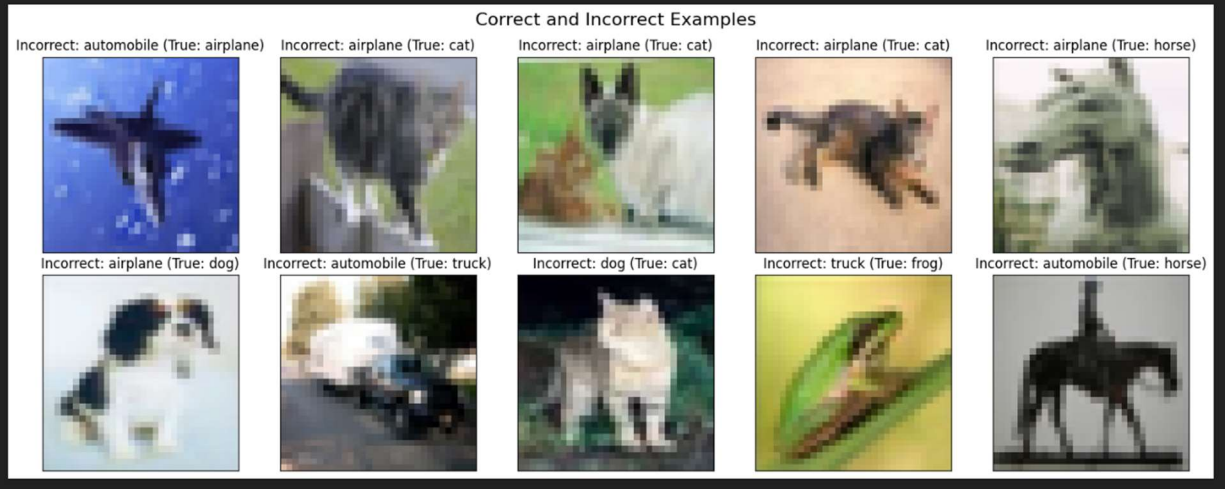 Correct and Incorrect Examples
Incorrect: automobile (True: airplane)
Incorrect: airplane (True: cat)
Incorrect: airplane (True: cat)
Incorrect: airplane (True: cat)
Incorrect: airplane (True: horse)
Incorrect: airplane (True: dog)
Incorrect: automobile (True: truck)
Incorrect: dog (True: cat)
Incorrect: truck (True: frog)
Incorrect: automobile (True: horse)